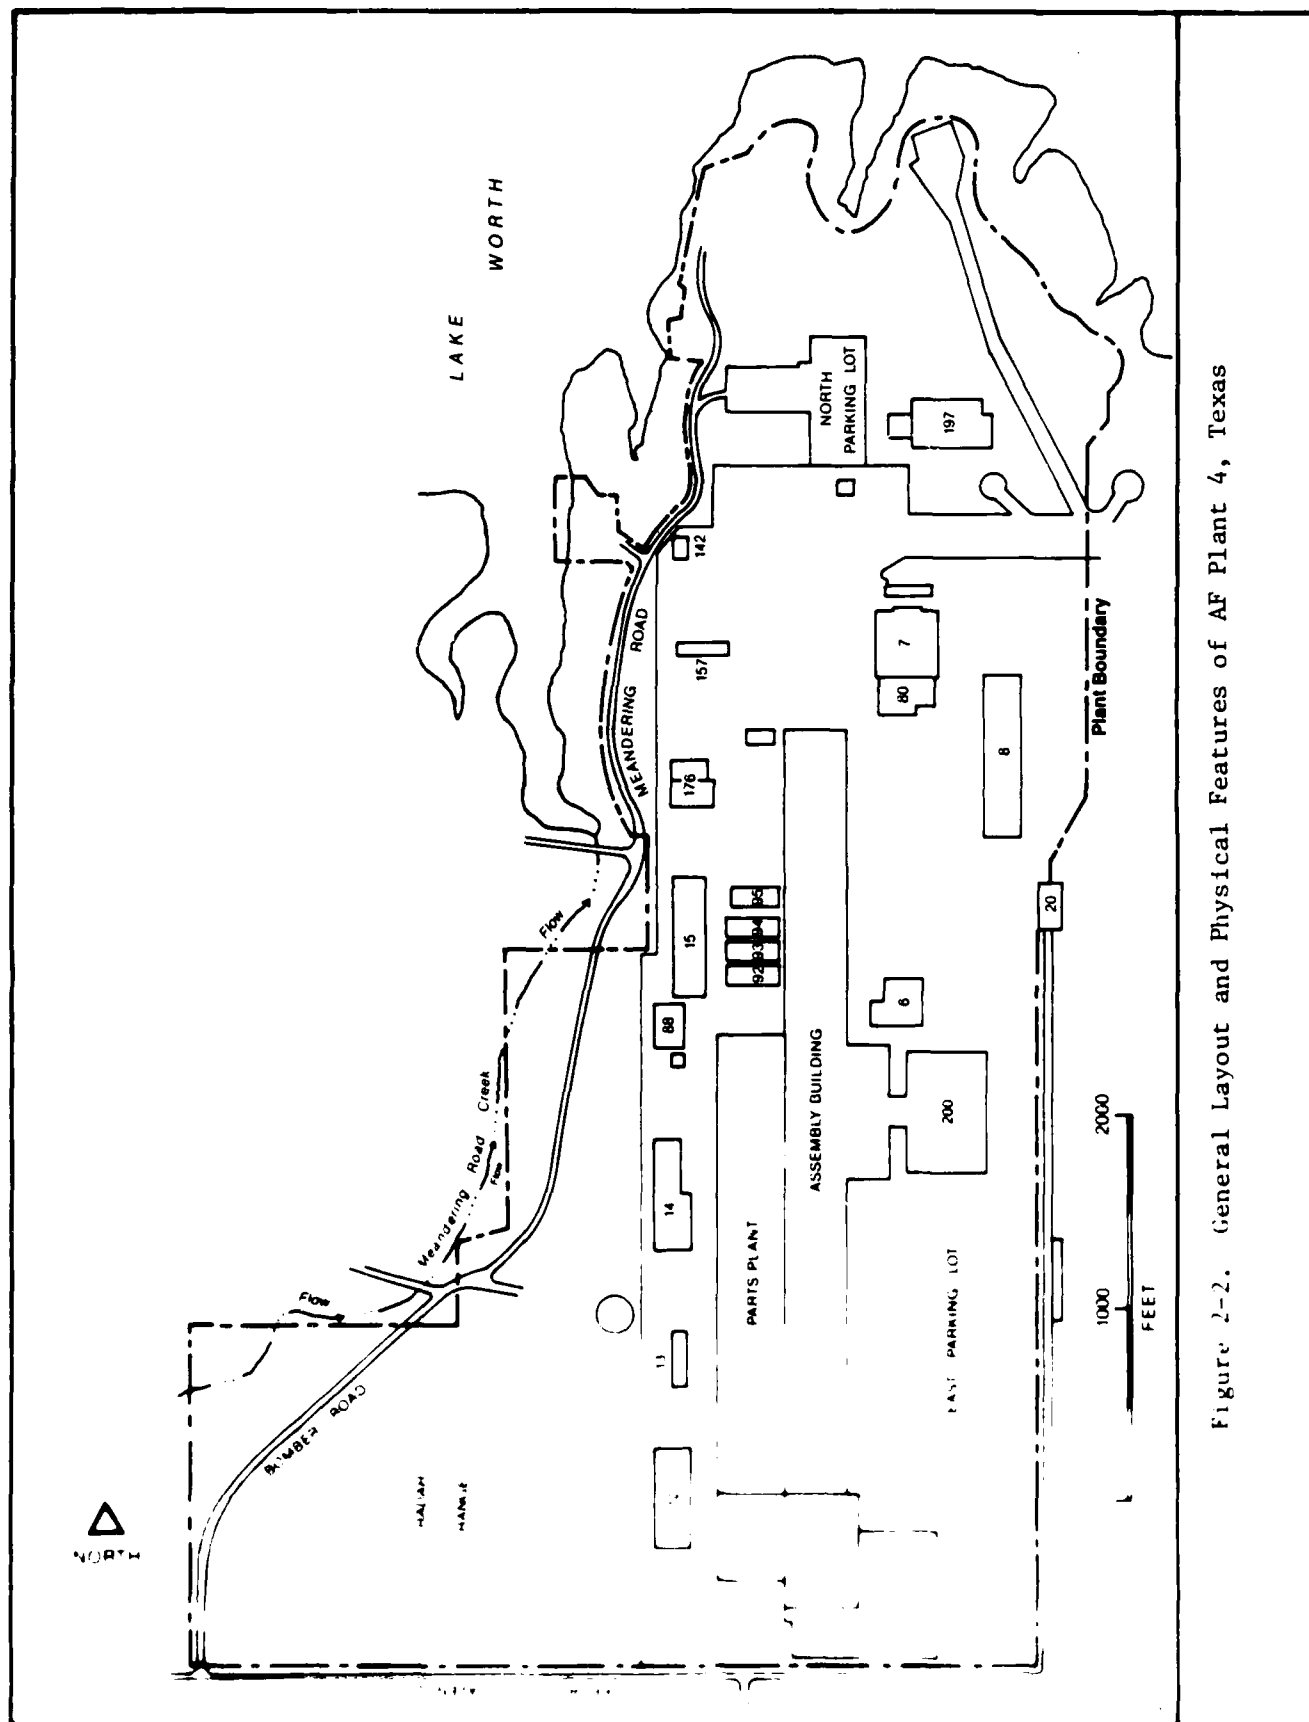 LAKE
WORTH
NORTH
PARKING LOT
197
142
MEANDERING ROAD
157
7
80
8
Plant Boundary
176
Flow
15
95
94
93
92
20
88
6
Meandering Road Creek
Flow
ASSEMBLY BUILDING
200
14
PARTS PLANT
Flow
13
EAST PARKING LOT
BOMBER ROAD
NORTH
1000
2000
FEET
Figure 2-2. General Layout and Physical Features of AF Plant 4, Texas